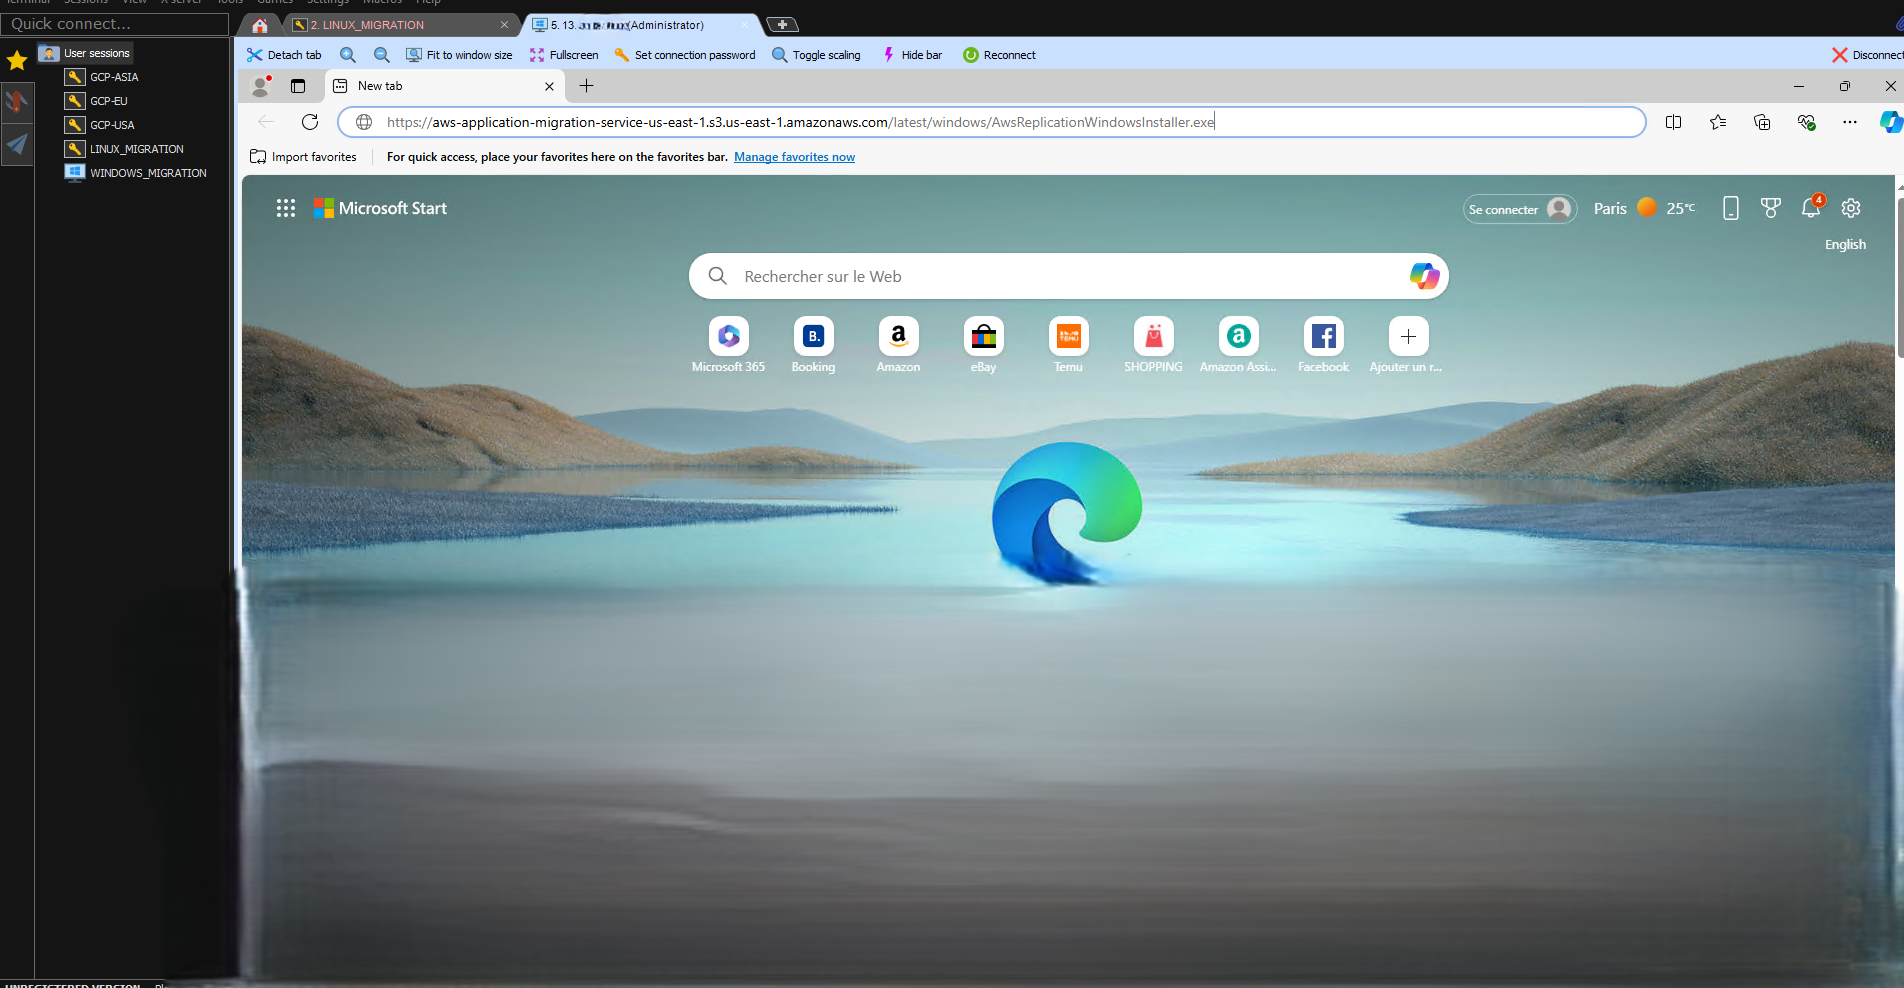 Terminal Sessions View X server Tools Games Settings Macros Help
Quick connect...
2. LINUX_MIGRATION
5. 13. (Administrator)
User sessions
GCP-ASIA
GCP-EU
GCP-USA
LINUX_MIGRATION
WINDOWS_MIGRATION
Detach tab
Fit to window size
Fullscreen
Set connection password
Toggle scaling
Hide bar
Reconnect
Disconnect
New tab
https://aws-application-migration-service-us-east-1.s3.us-east-1.amazonaws.com/latest/windows/AwsReplicationWindowsInstaller.exe
Import favorites
For quick access, place your favorites here on the favorites bar. Manage favorites now
Microsoft Start
Se connecter
Paris
25°C
4
English
Rechercher sur le Web
B.
a
TEMU
a
Microsoft 365
Booking
Amazon
eBay
Temu
SHOPPING
Amazon Assi...
Facebook
Ajouter un r...
UNREGISTERED VERSION